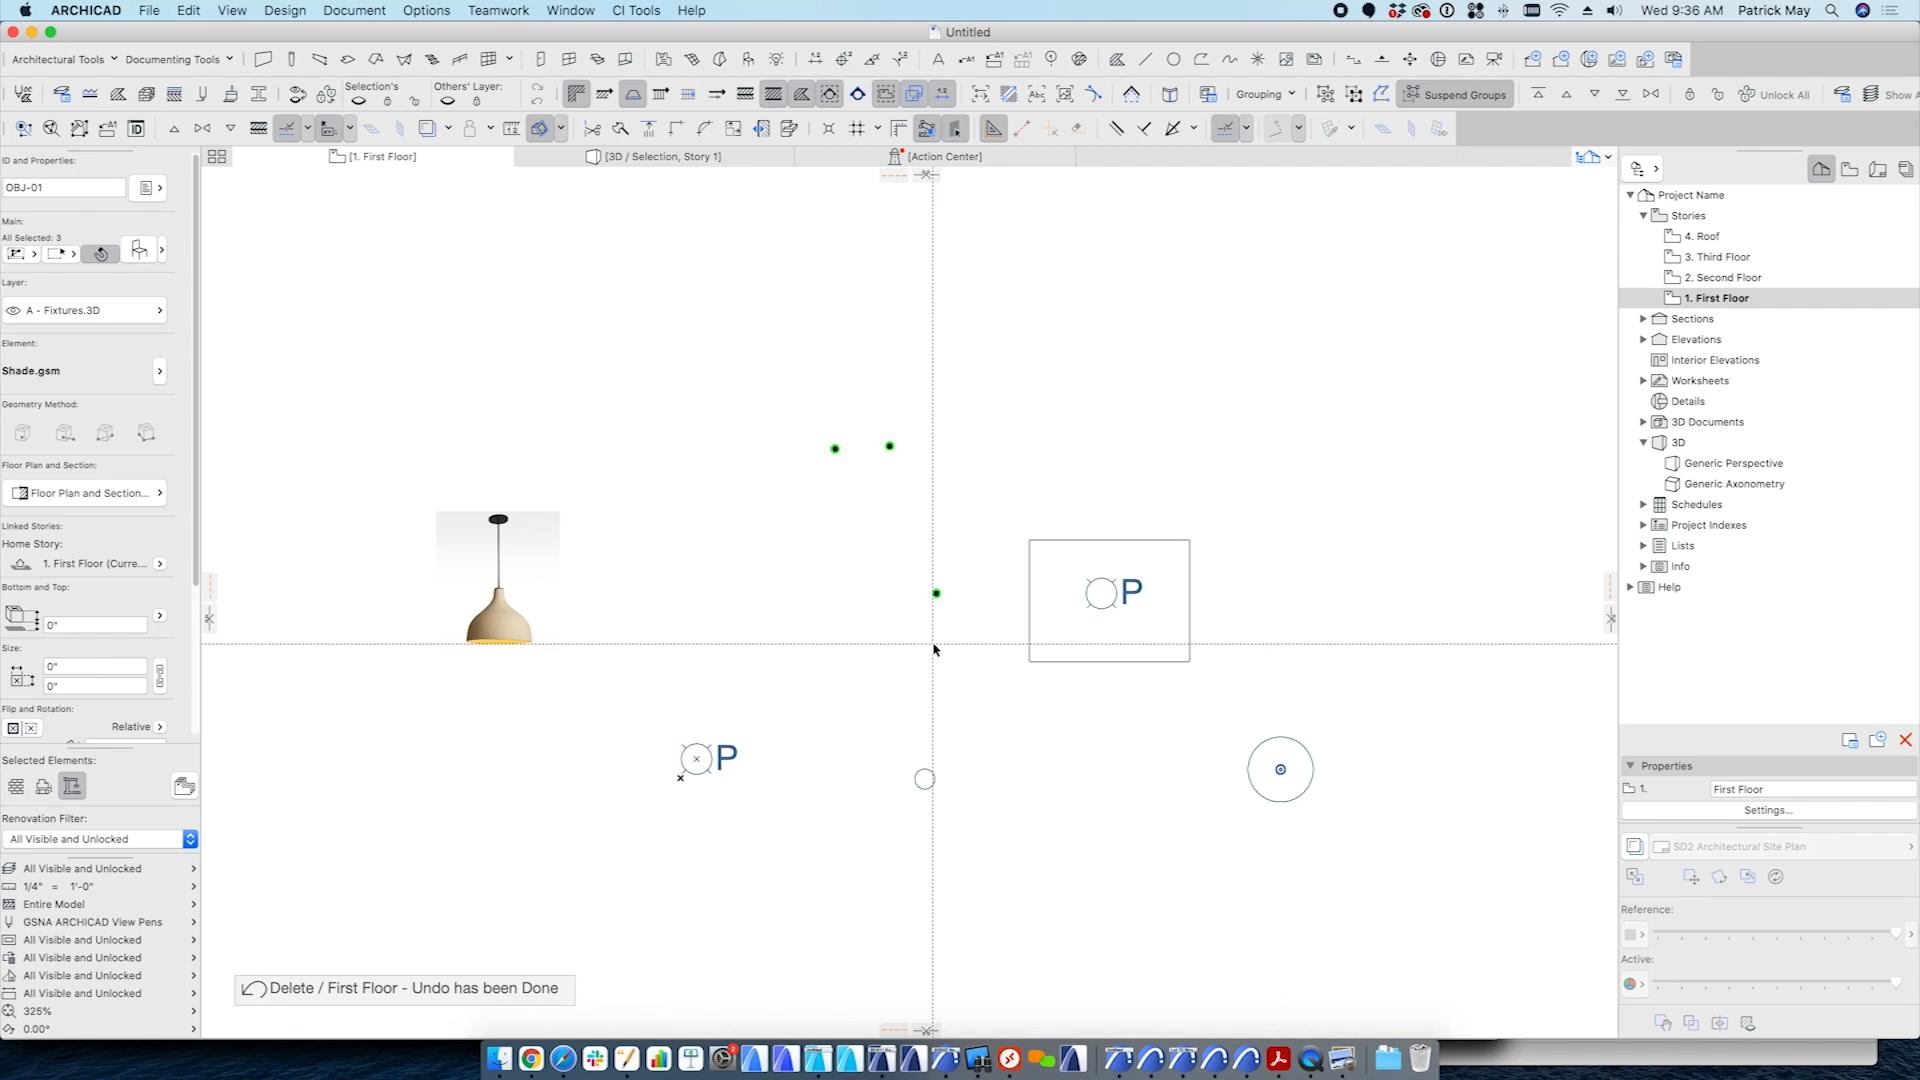 ARCHICAD File Edit View Design Document Options Teamwork Window CI Tools Help
Wed 9:36 AM Patrick May
Untitled
Architectural Tools Documenting Tools
Selection's Others' Layer: Grouping Suspend Groups Unlock All Show A
[1. First Floor] [3D / Selection, Story 1] [Action Center]
ID and Properties:
OBJ-01
Main:
All Selected: 3
Layer:
A - Fixtures.3D
Element:
Shade.gsm
Geometry Method:
Floor Plan and Section:
Floor Plan and Section...
Linked Stories:
Home Story:
1. First Floor (Curre...
Bottom and Top:
0"
Size:
0"
0"
Flip and Rotation:
Relative
Selected Elements:
Renovation Filter:
All Visible and Unlocked
All Visible and Unlocked
1/4" = 1'-0"
Entire Model
GSNA ARCHICAD View Pens
All Visible and Unlocked
All Visible and Unlocked
All Visible and Unlocked
All Visible and Unlocked
325%
0.00°
P
P
Delete / First Floor - Undo has been Done
Project Name
Stories
4. Roof
3. Third Floor
2. Second Floor
1. First Floor
Sections
Elevations
Interior Elevations
Worksheets
Details
3D Documents
3D
Generic Perspective
Generic Axonometry
Schedules
Project Indexes
Lists
Info
Help
Properties
1. First Floor
Settings...
SD2 Architectural Site Plan
Reference:
Active: